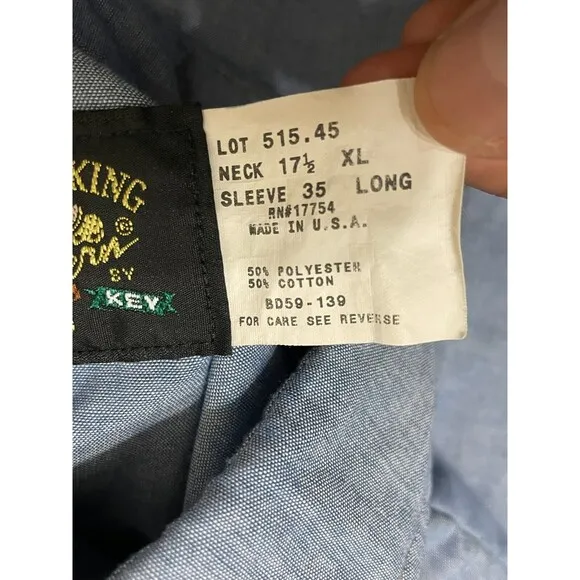 KING
©
BY
KEY
LOT 515.45
NECK 17½ XL
SLEEVE 35 LONG
RN#17754
MADE IN U.S.A.
50% POLYESTER
50% COTTON
BD59-139
FOR CARE SEE REVERSE